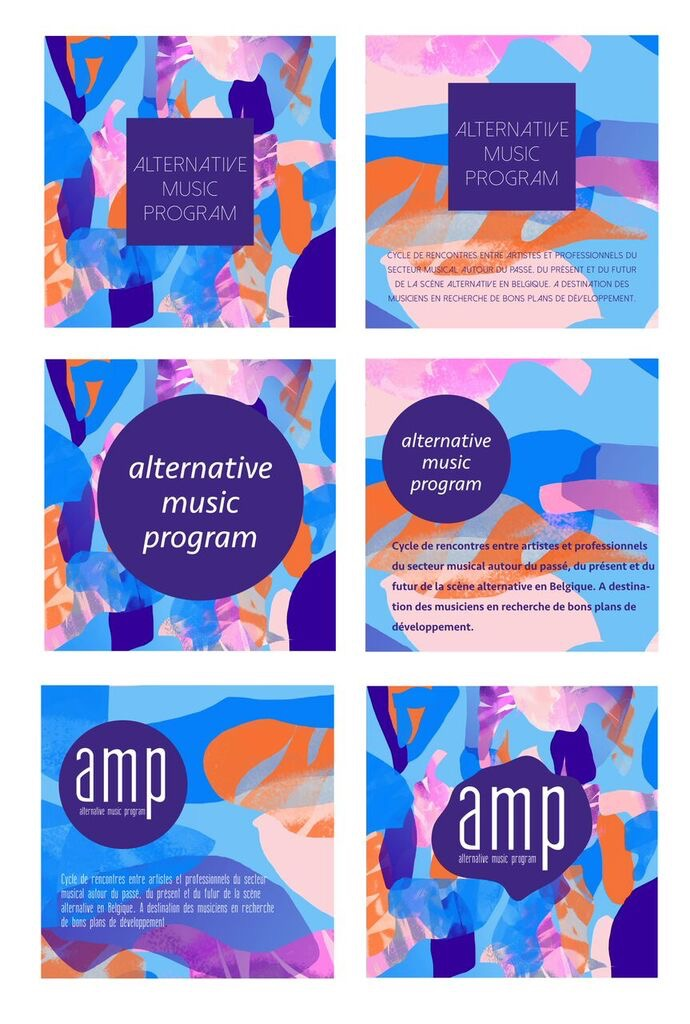 ALTERNATIVE
MUSIC
PROGRAM
ALTERNATIVE
MUSIC
PROGRAM
CYCLE DE RENCONTRES ENTRE ARTISTES ET PROFESSIONNELS DU
SECTEUR MUSICAL AUTOUR DU PASSE, DU PRÉSENT ET DU FUTUR
DE LA SCÈNE ALTERNATIVE EN BELGIQUE. A DESTINATION DES
MUSICIENS EN RECHERCHE DE BONS PLANS DE DÉVELOPPEMENT.
alternative
music
program
alternative
music
program
Cycle de rencontres entre artistes et professionnels
du secteur musical autour du passé, du présent et du
futur de la scène alternative en Belgique. A destina-
tion des musiciens en recherche de bons plans de
développement.
amp
alternative music program
Cycle de rencontres entre artistes et professionnels du secteur
musical autour du passé, du présent et du futur de la scène
alternative en Belgique. A destination des musiciens en recherche
de bons plans de développement.
amp
alternative music program